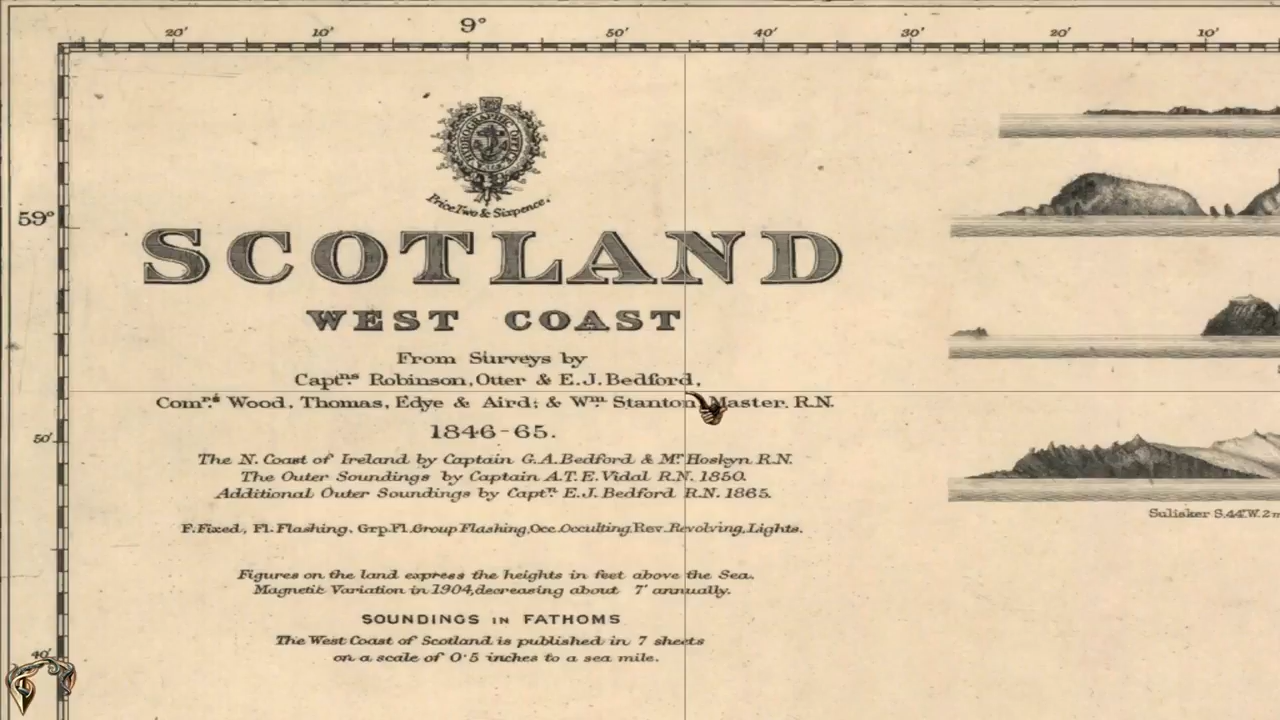 9°
20' 10' 50' 40' 30' 20' 10'
HYDROGRAPHIC OFFICE
Price Two & Sixpence.
59°
SCOTLAND
WEST COAST
From Surveys by
Captns. Robinson, Otter & E.J. Bedford,
Comrs. Wood, Thomas, Edye & Aird; & Wm. Stanton, Master. R.N.
1846-65.
50'
The N. Coast of Ireland by Captain G.A. Bedford & Mr. Hoskyn R.N.
The Outer Soundings by Captain A.T.E. Vidal R.N. 1850.
Additional Outer Soundings by Captn. E.J. Bedford R.N. 1865.
Sulisker S.44°W. 2 m
F. Fixed, Fl. Flashing, Grp.Fl. Group Flashing, Occ. Occulting Rev. Revolving, Lights.
Figures on the land express the heights in feet above the Sea.
Magnetic Variation in 1904, decreasing about 7' annually.
SOUNDINGS IN FATHOMS
The West Coast of Scotland is published in 7 sheets
on a scale of 0·5 inches to a sea mile.
40'